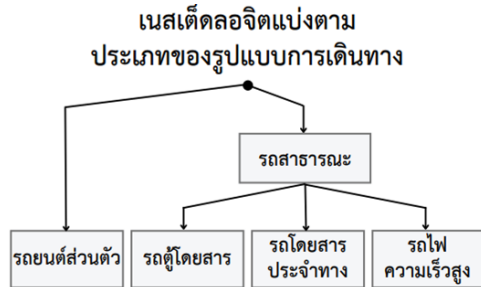 เนสเต็ดลอจิตแบ่งตาม
ประเภทของรูปแบบการเดินทาง
รถสาธารณะ
รถยนต์ส่วนตัว
รถตู้โดยสาร
รถโดยสาร
ประจำทาง
รถไฟ
ความเร็วสูง